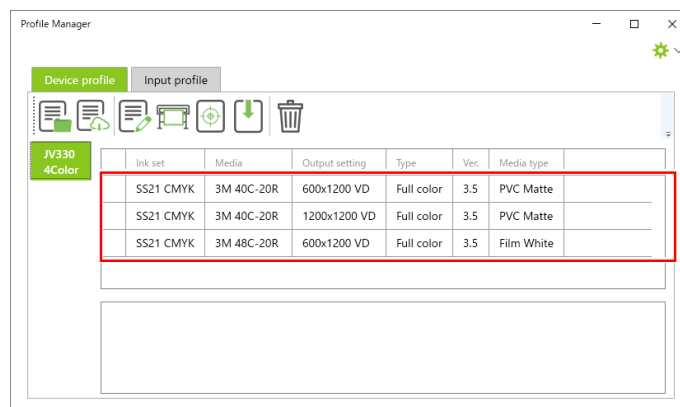 Profile Manager
Device profile Input profile
JV330
4Color
Ink set Media Output setting Type Ver. Media type
SS21 CMYK 3M 40C-20R 600x1200 VD Full color 3.5 PVC Matte
SS21 CMYK 3M 40C-20R 1200x1200 VD Full color 3.5 PVC Matte
SS21 CMYK 3M 48C-20R 600x1200 VD Full color 3.5 Film White